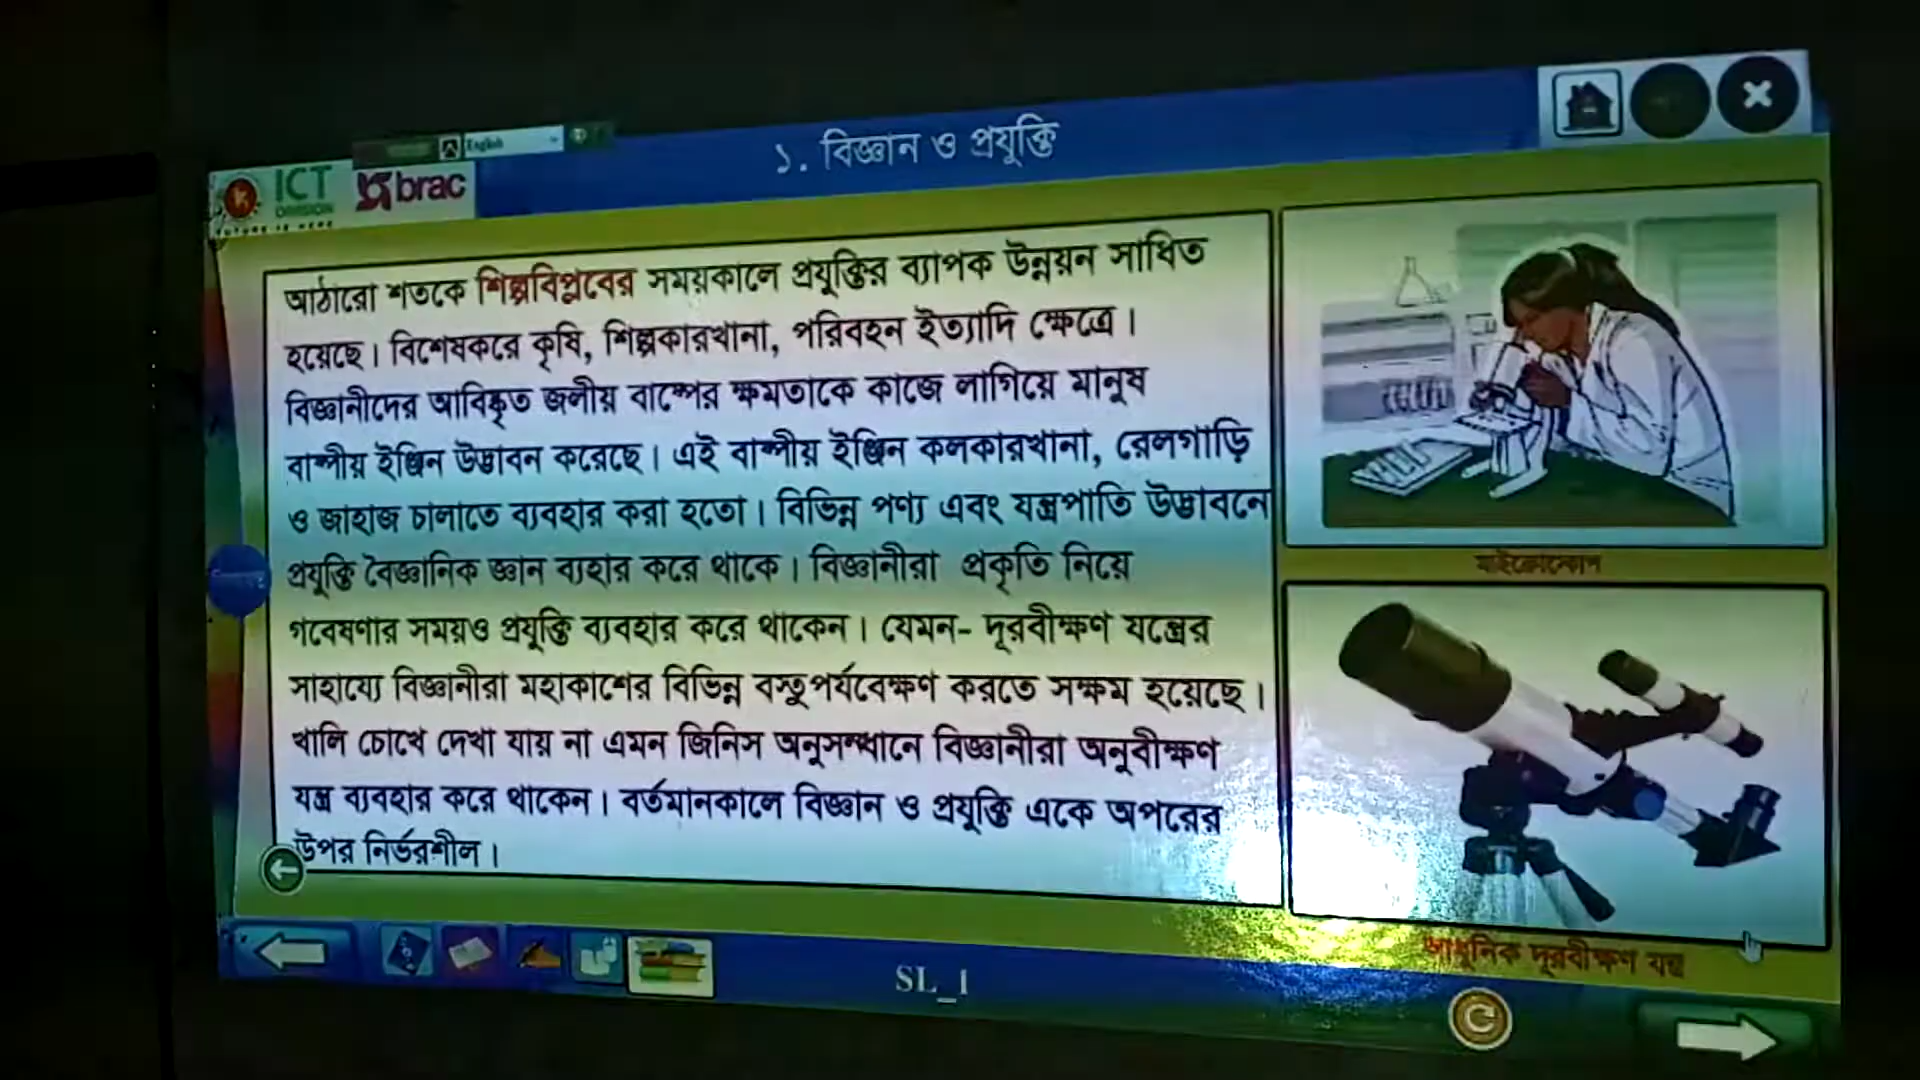 English
১. বিজ্ঞান ও প্রযুক্তি
ICT
DIVISION
brac
আঠারো শতকে শিল্পবিপ্লবের সময়কালে প্রযুক্তির ব্যাপক উন্নয়ন সাধিত
হয়েছে। বিশেষকরে কৃষি, শিল্পকারখানা, পরিবহন ইত্যাদি ক্ষেত্রে।
বিজ্ঞানীদের আবিষ্কৃত জলীয় বাষ্পের ক্ষমতাকে কাজে লাগিয়ে মানুষ
বাষ্পীয় ইঞ্জিন উদ্ভাবন করেছে। এই বাষ্পীয় ইঞ্জিন কলকারখানা, রেলগাড়ি
ও জাহাজ চালাতে ব্যবহার করা হতো। বিভিন্ন পণ্য এবং যন্ত্রপাতি উদ্ভাবনে
প্রযুক্তি বৈজ্ঞানিক জ্ঞান ব্যহার করে থাকে। বিজ্ঞানীরা প্রকৃতি নিয়ে
গবেষণার সময়ও প্রযুক্তি ব্যবহার করে থাকেন। যেমন- দূরবীক্ষণ যন্ত্রের
সাহায্যে বিজ্ঞানীরা মহাকাশের বিভিন্ন বস্তুপর্যবেক্ষণ করতে সক্ষম হয়েছে।
খালি চোখে দেখা যায় না এমন জিনিস অনুসন্ধানে বিজ্ঞানীরা অনুবীক্ষণ
যন্ত্র ব্যবহার করে থাকেন। বর্তমানকালে বিজ্ঞান ও প্রযুক্তি একে অপরের
উপর নির্ভরশীল।
মাইক্রোস্কোপ
আধুনিক দূরবীক্ষণ যন্ত্র
SL_1